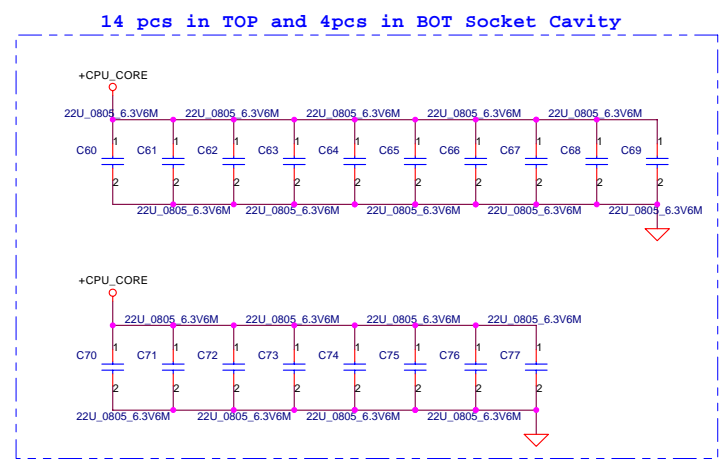 14 pcs in TOP and 4pcs in BOT Socket Cavity
+CPU_CORE
22U_0805_6.3V6M 22U_0805_6.3V6M 22U_0805_6.3V6M 22U_0805_6.3V6M 22U_0805_6.3V6M
1 1 1 1 1 1 1 1 1 1
C60 C61 C62 C63 C64 C65 C66 C67 C68 C69
2 2 2 2 2 2 2 2 2 2
22U_0805_6.3V6M 22U_0805_6.3V6M 22U_0805_6.3V6M 22U_0805_6.3V6M 22U_0805_6.3V6M
+CPU_CORE
22U_0805_6.3V6M 22U_0805_6.3V6M 22U_0805_6.3V6M 22U_0805_6.3V6M
1 1 1 1 1 1 1 1
C70 C71 C72 C73 C74 C75 C76 C77
2 2 2 2 2 2 2 2
22U_0805_6.3V6M 22U_0805_6.3V6M 22U_0805_6.3V6M 22U_0805_6.3V6M